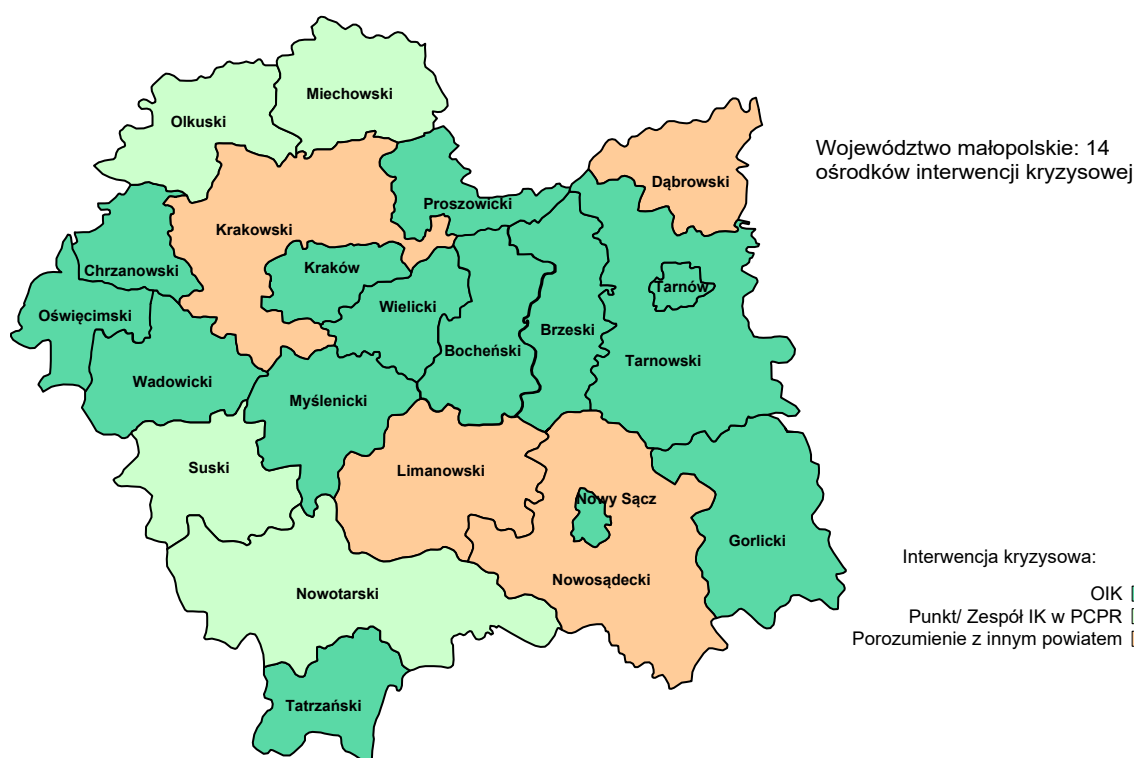 Miechowski
Olkuski
Województwo małopolskie: 14
ośrodków interwencji kryzysowej
Dąbrowski
Proszowicki
Krakowski
Chrzanowski
Kraków
Tarnów
Wielicki
Oświęcimski
Brzeski
Bocheński
Tarnowski
Wadowicki
Myślenicki
Suski
Limanowski
Nowy Sącz
Gorlicki
Interwencja kryzysowa:
Nowosądecki
Nowotarski
OIK
Punkt/ Zespół IK w PCPR
Porozumienie z innym powiatem
Tatrzański